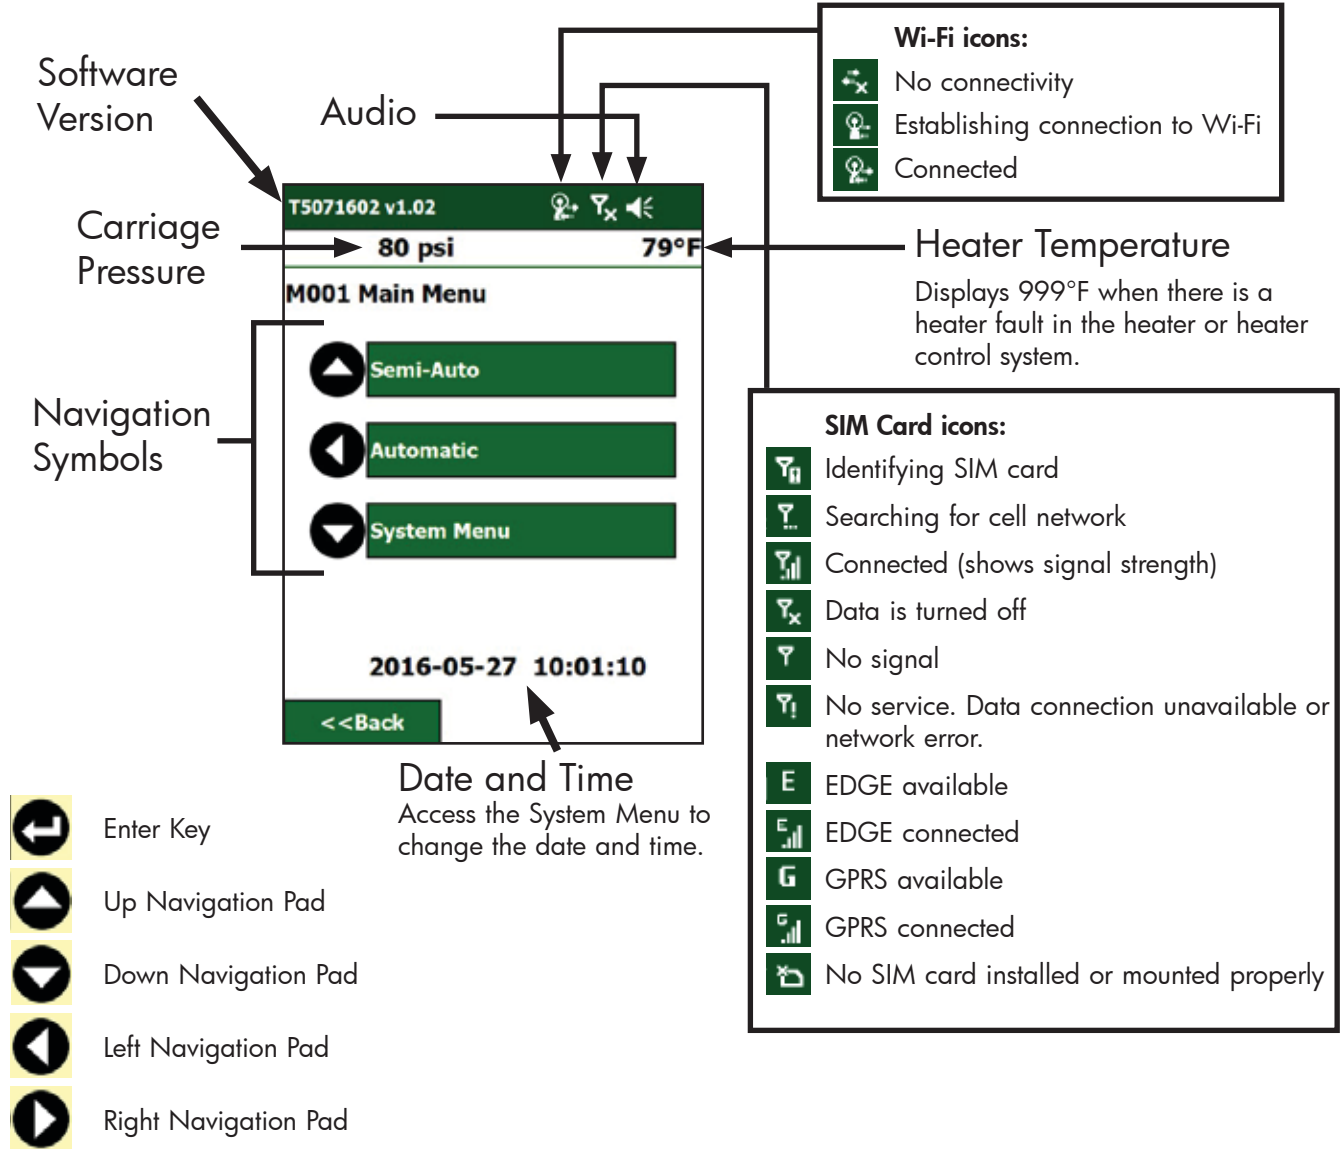 Software
Version
Audio
Carriage
Pressure
Navigation
Symbols
T5071602 v1.02
80 psi
79°F
M001 Main Menu
Semi-Auto
Automatic
System Menu
2016-05-27 10:01:10
<<Back
Date and Time
Access the System Menu to
change the date and time.
Wi-Fi icons:
No connectivity
Establishing connection to Wi-Fi
Connected
Heater Temperature
Displays 999°F when there is a
heater fault in the heater or heater
control system.
SIM Card icons:
Identifying SIM card
Searching for cell network
Connected (shows signal strength)
Data is turned off
No signal
No service. Data connection unavailable or
network error.
E EDGE available
E EDGE connected
G GPRS available
G GPRS connected
No SIM card installed or mounted properly
Enter Key
Up Navigation Pad
Down Navigation Pad
Left Navigation Pad
Right Navigation Pad